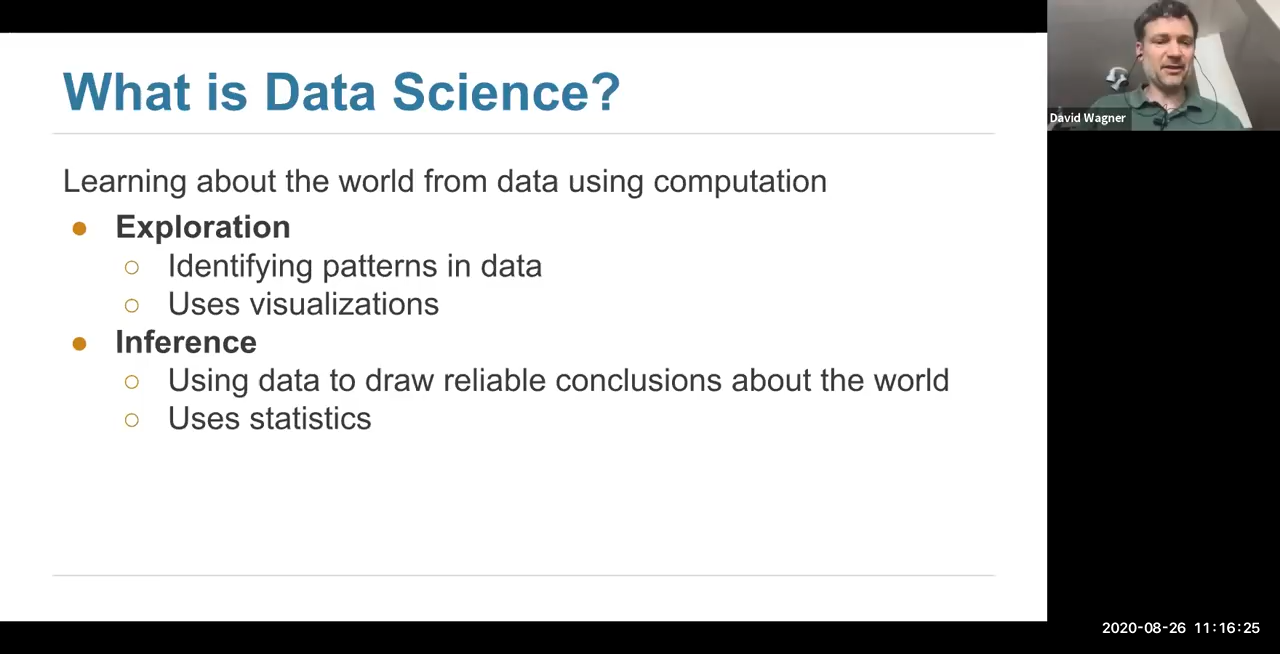 What is Data Science?
David Wagner
Learning about the world from data using computation
● Exploration
○ Identifying patterns in data
○ Uses visualizations
● Inference
○ Using data to draw reliable conclusions about the world
○ Uses statistics
2020-08-26 11:16:25